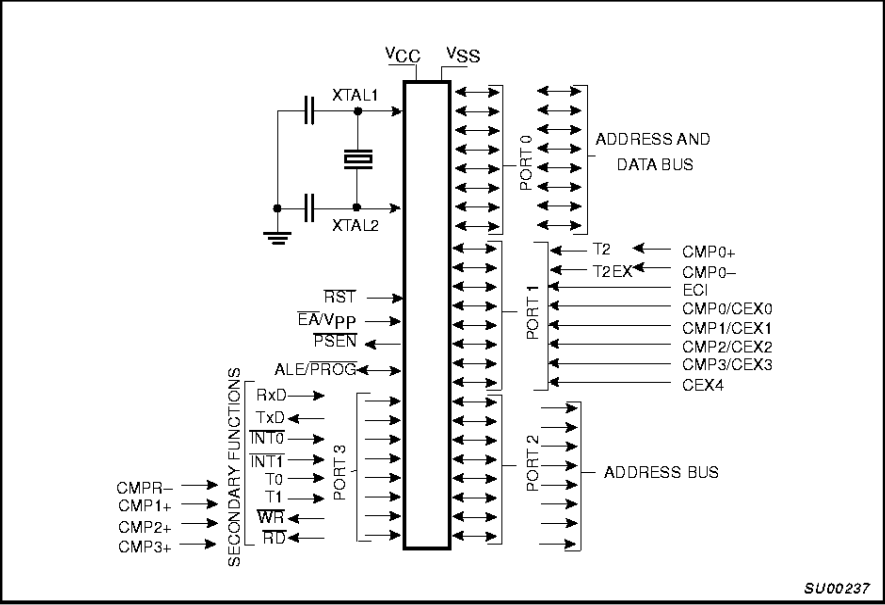 VCC VSS
XTAL1
XTAL2
PORT 0
ADDRESS AND
DATA BUS
RST
EA/VPP
PSEN
ALE/PROG
PORT 1
T2 CMP0+
T2EX CMP0–
ECI
CMP0/CEX0
CMP1/CEX1
CMP2/CEX2
CMP3/CEX3
CEX4
SECONDARY FUNCTIONS
RxD
TxD
INT0
INT1
T0
T1
WR
RD
CMPR–
CMP1+
CMP2+
CMP3+
PORT 3
PORT 2
ADDRESS BUS
SU00237